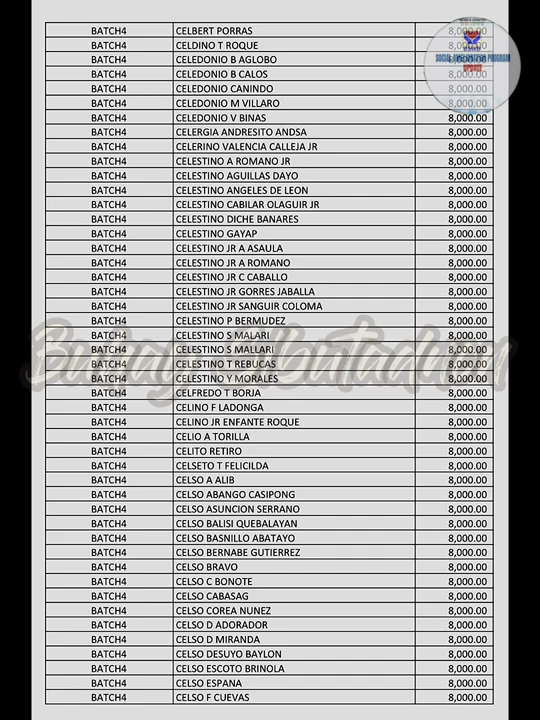 BATCH4 CELBERT PORRAS 8,000.00
BATCH4 CELDINO T ROQUE 8,000.00
BATCH4 CELEDONIO B AGLOBO 8,000.00
BATCH4 CELEDONIO B CALOS 8,000.00
BATCH4 CELEDONIO CANINDO 8,000.00
BATCH4 CELEDONIO M VILLARO 8,000.00
BATCH4 CELEDONIO V BINAS 8,000.00
BATCH4 CELERGIA ANDRESITO ANDSA 8,000.00
BATCH4 CELERINO VALENCIA CALLEJA JR 8,000.00
BATCH4 CELESTINO A ROMANO JR 8,000.00
BATCH4 CELESTINO AGUILLAS DAYO 8,000.00
BATCH4 CELESTINO ANGELES DE LEON 8,000.00
BATCH4 CELESTINO CABILAR OLAGUIR JR 8,000.00
BATCH4 CELESTINO DICHE BANARES 8,000.00
BATCH4 CELESTINO GAYAP 8,000.00
BATCH4 CELESTINO JR A ASAULA 8,000.00
BATCH4 CELESTINO JR A ROMANO 8,000.00
BATCH4 CELESTINO JR C CABALLO 8,000.00
BATCH4 CELESTINO JR GORRES JABALLA 8,000.00
BATCH4 CELESTINO JR SANGUIR COLOMA 8,000.00
BATCH4 CELESTINO P BERMUDEZ 8,000.00
BATCH4 CELESTINO S MALARI 8,000.00
BATCH4 CELESTINO S MALLARI 8,000.00
BATCH4 CELESTINO T REBUCAS 8,000.00
BATCH4 CELESTINO Y MORALES 8,000.00
BATCH4 CELFREDO T BORJA 8,000.00
BATCH4 CELINO F LADONGA 8,000.00
BATCH4 CELINO JR ENFANTE ROQUE 8,000.00
BATCH4 CELIO A TORILLA 8,000.00
BATCH4 CELITO RETIRO 8,000.00
BATCH4 CELSETO T FELICILDA 8,000.00
BATCH4 CELSO A ALIB 8,000.00
BATCH4 CELSO ABANGO CASIPONG 8,000.00
BATCH4 CELSO ASUNCION SERRANO 8,000.00
BATCH4 CELSO BALISI QUEBALAYAN 8,000.00
BATCH4 CELSO BASNILLO ABATAYO 8,000.00
BATCH4 CELSO BERNABE GUTIERREZ 8,000.00
BATCH4 CELSO BRAVO 8,000.00
BATCH4 CELSO C BONOTE 8,000.00
BATCH4 CELSO CABASAG 8,000.00
BATCH4 CELSO COREA NUNEZ 8,000.00
BATCH4 CELSO D ADORADOR 8,000.00
BATCH4 CELSO D MIRANDA 8,000.00
BATCH4 CELSO DESUYO BAYLON 8,000.00
BATCH4 CELSO ESCOTO BRINOLA 8,000.00
BATCH4 CELSO ESPANA 8,000.00
BATCH4 CELSO F CUEVAS 8,000.00
SOCIAL PROGRAM
UPDATE